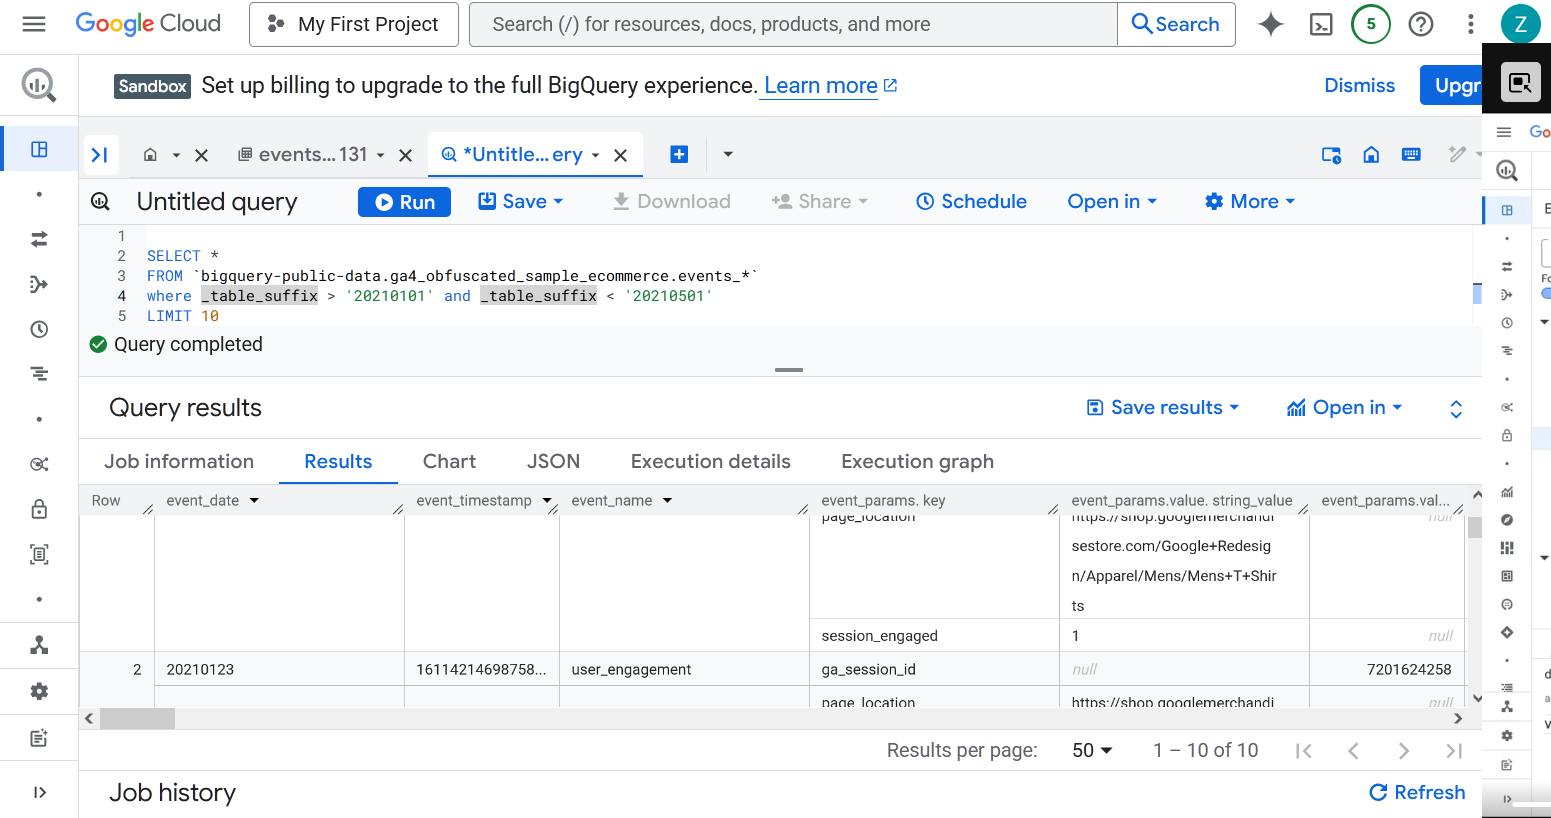 Google Cloud
My First Project
Search (/) for resources, docs, products, and more
Search
5
Z
Sandbox Set up billing to upgrade to the full BigQuery experience. Learn more
Dismiss
Upgr
events...131
*Untitle...ery
Untitled query
Run
Save
Download
Share
Schedule
Open in
More
1
2 SELECT *
3 FROM `bigquery-public-data.ga4_obfuscated_sample_ecommerce.events_*`
4 where _table_suffix > '20210101' and _table_suffix < '20210501'
5 LIMIT 10
Query completed
Query results
Save results
Open in
Job information
Results
Chart
JSON
Execution details
Execution graph
Row
event_date
event_timestamp
event_name
event_params. key
event_params.value. string_value
event_params.val...
page_location
https://shop.googlemerchandi
sestore.com/Google+Redesig
n/Apparel/Mens/Mens+T+Shir
ts
null
session_engaged
1
null
2
20210123
16114214698758...
user_engagement
ga_session_id
null
7201624258
page_location
https://shop.googlemerchandi
null
Results per page:
50
1 – 10 of 10
Job history
Refresh
Go